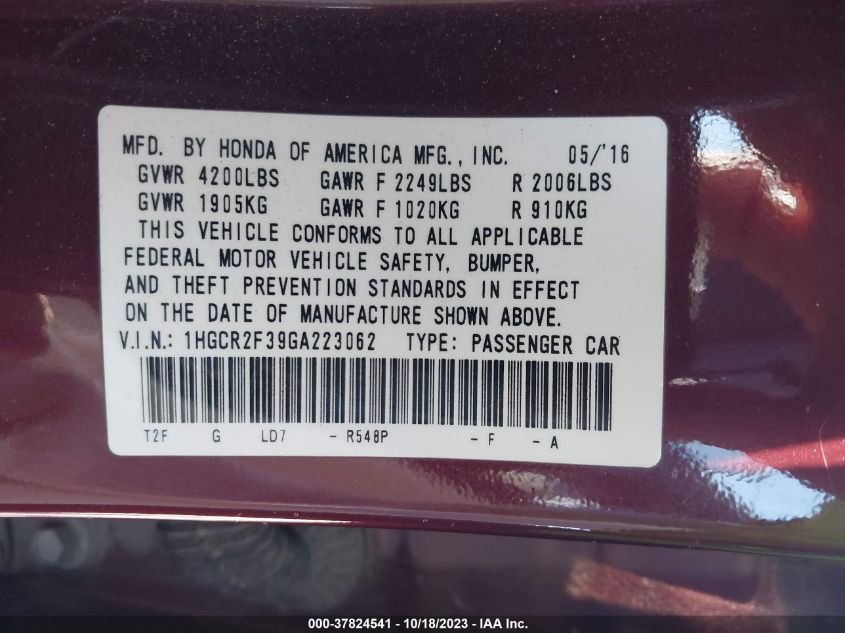 MFD. BY HONDA OF AMERICA MFG., INC. 05/'16
GVWR 4200LBS GAWR F 2249LBS R 2006LBS
GVWR 1905KG GAWR F 1020KG R 910KG
THIS VEHICLE CONFORMS TO ALL APPLICABLE
FEDERAL MOTOR VEHICLE SAFETY, BUMPER,
AND THEFT PREVENTION STANDARDS IN EFFECT
ON THE DATE OF MANUFACTURE SHOWN ABOVE.
V.I.N.: 1HGCR2F39GA223062 TYPE: PASSENGER CAR
T2F G LD7 - R548P - F - A
000-37824541 - 10/18/2023 - IAA Inc.